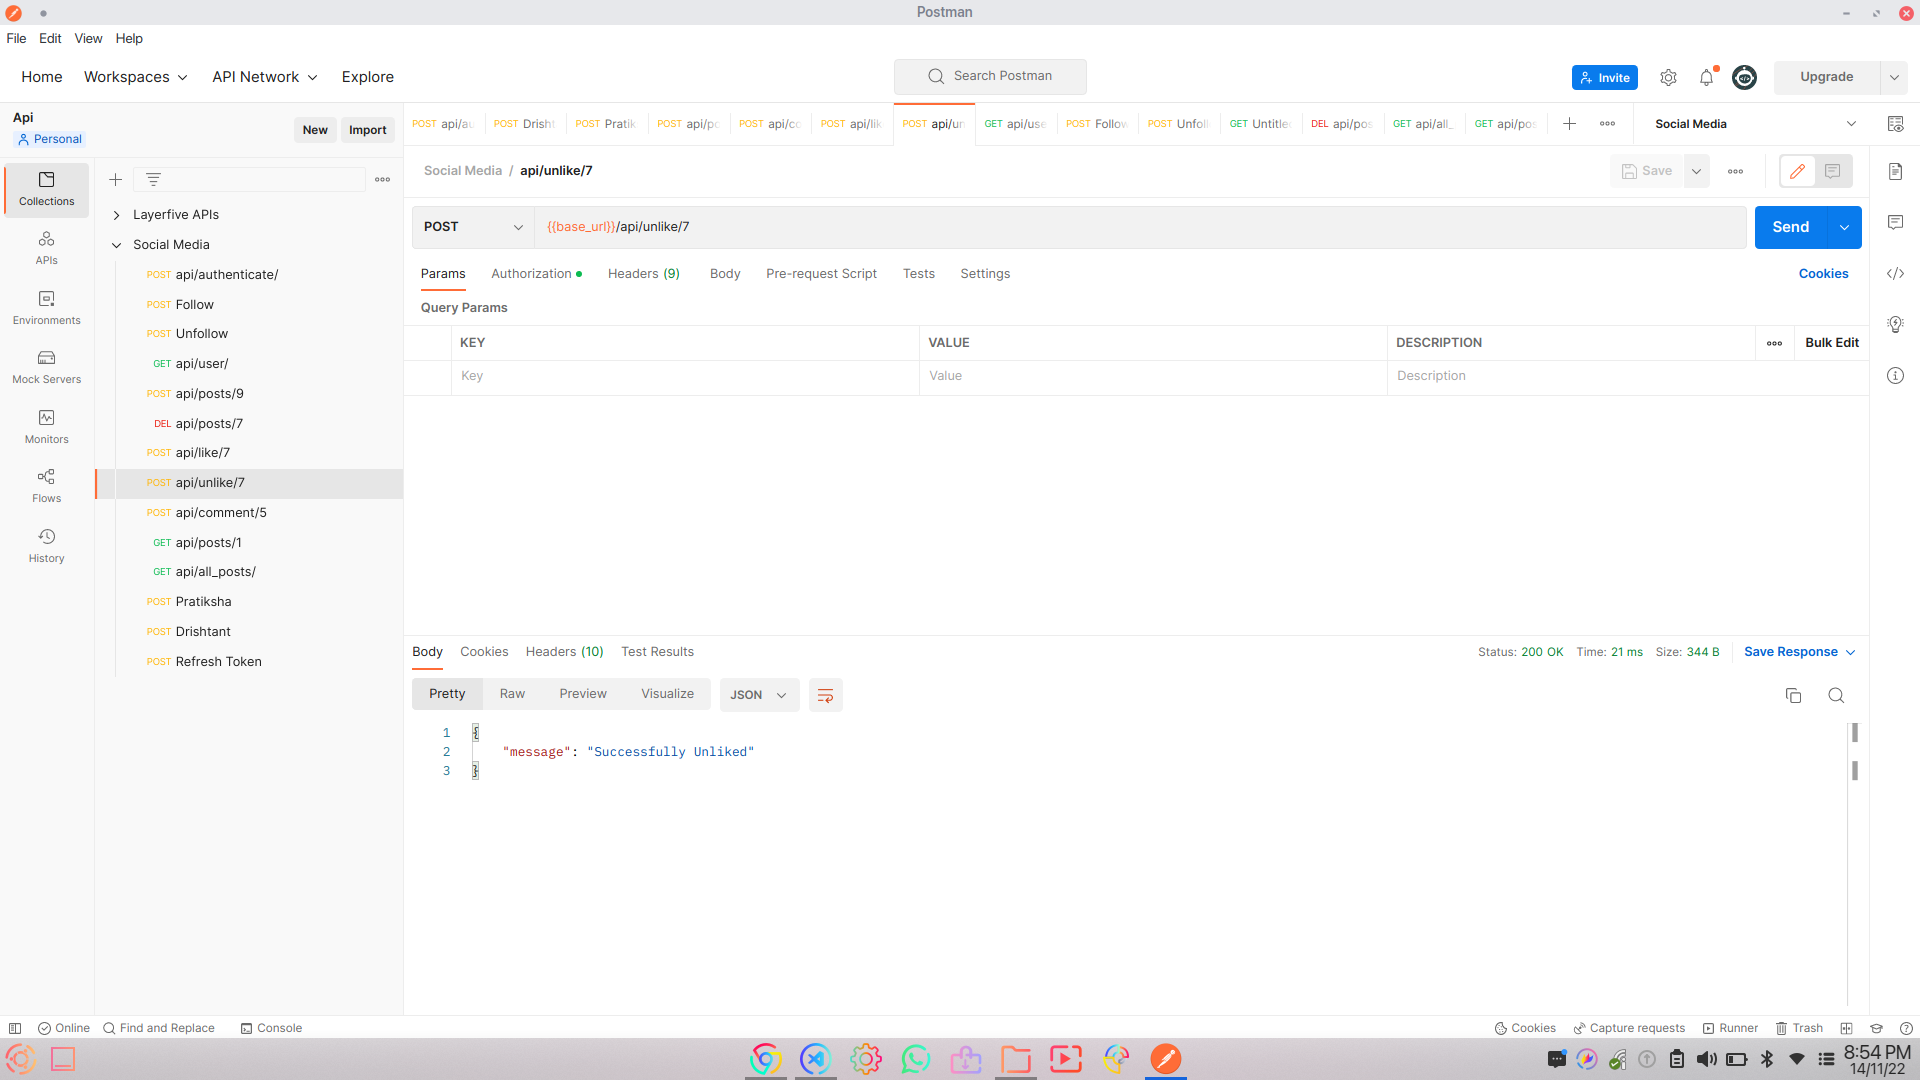 Postman
File Edit View Help
Home Workspaces API Network Explore
Search Postman
Invite
Upgrade
Api
Personal
New Import
POST api/au
POST Drisht
POST Pratik
POST api/po
POST api/co
POST api/lik
POST api/un
GET api/use
POST Follow
POST Unfoll
GET Untitle
DEL api/pos
GET api/all_
GET api/pos
Social Media
Collections
APIs
Environments
Mock Servers
Monitors
Flows
History
Layerfive APIs
Social Media
POST api/authenticate/
POST Follow
POST Unfollow
GET api/user/
POST api/posts/9
DEL api/posts/7
POST api/like/7
POST api/unlike/7
POST api/comment/5
GET api/posts/1
GET api/all_posts/
POST Pratiksha
POST Drishtant
POST Refresh Token
Social Media / api/unlike/7
Save
POST {{base_url}}/api/unlike/7
Send
Params Authorization Headers (9) Body Pre-request Script Tests Settings
Cookies
Query Params
KEY VALUE DESCRIPTION Bulk Edit
Key Value Description
Body Cookies Headers (10) Test Results
Status: 200 OK Time: 21 ms Size: 344 B Save Response
Pretty Raw Preview Visualize JSON
1 {
2 "message": "Successfully Unliked"
3 }
Online Find and Replace Console
Cookies Capture requests Runner Trash
8:54 PM
14/11/22